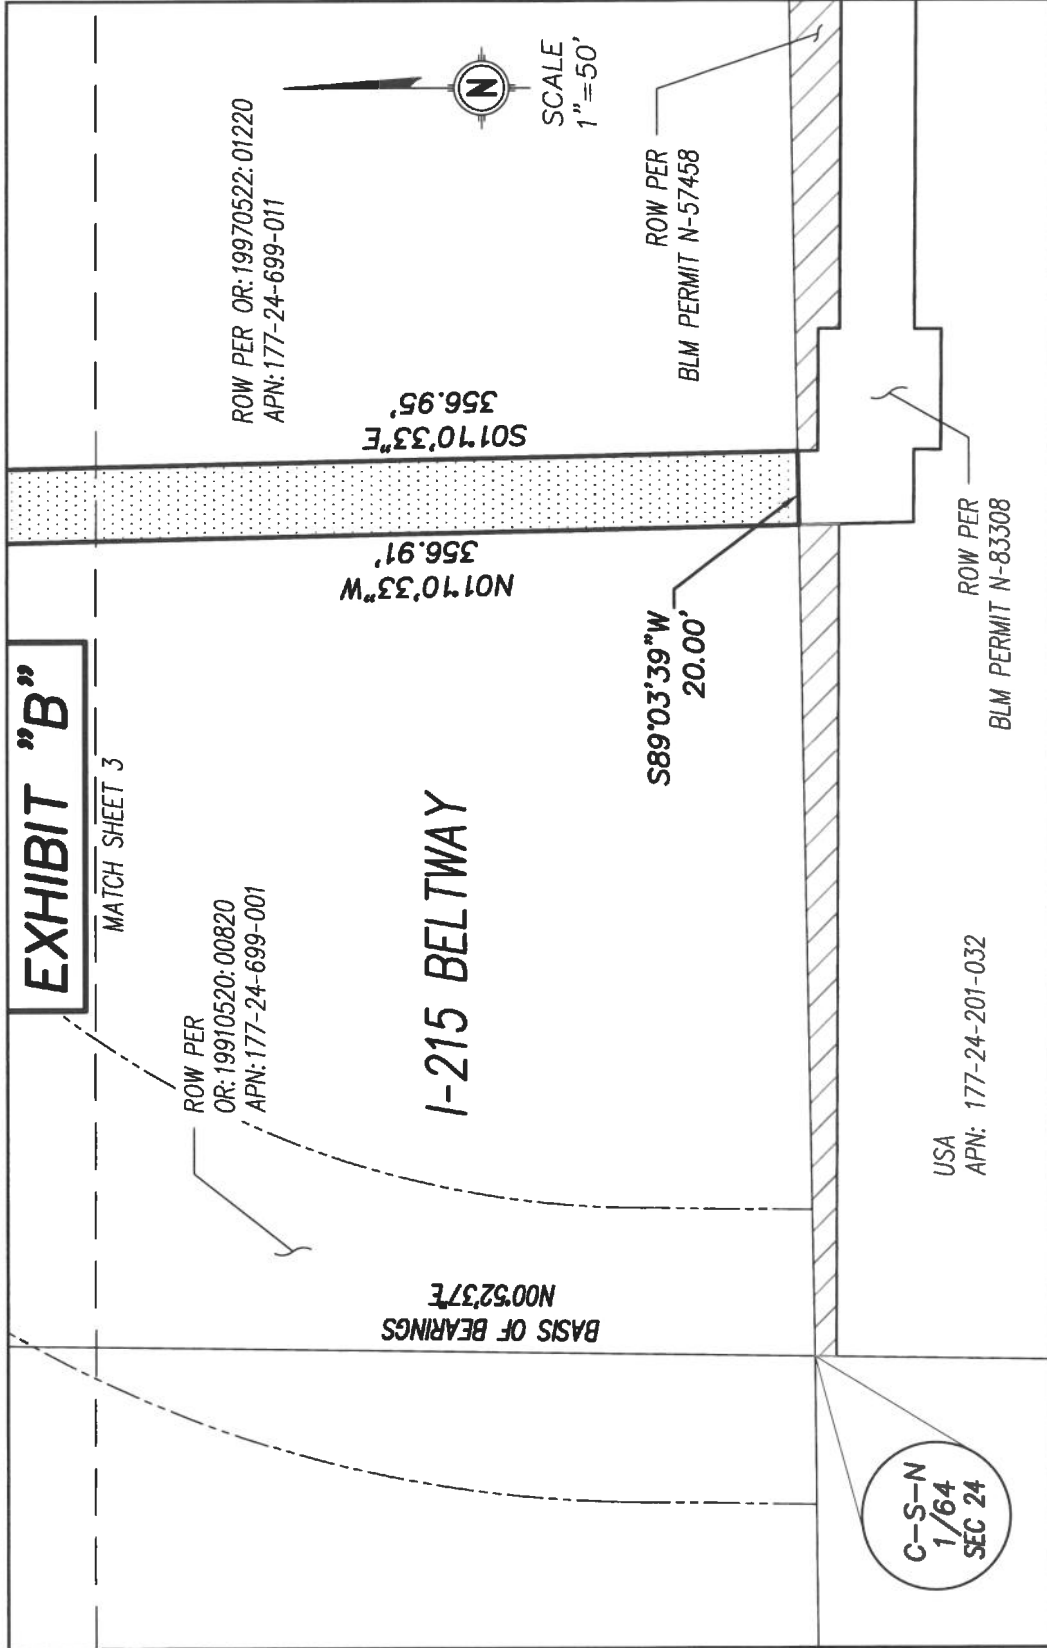 EXHIBIT "B"
MATCH SHEET 3
ROW PER
OR:19910520:00820
APN:177-24-699-001
ROW PER OR:19970522:01220
APN:177-24-699-011
N
SCALE
1"=50'
I-215 BELTWAY
BASIS OF BEARINGS
N00°52'37"E
N01°10'33"W
356.91'
S01°10'33"E
356.95'
S89°03'39"W
20.00'
ROW PER
BLM PERMIT N-57458
ROW PER
BLM PERMIT N-83308
USA
APN: 177-24-201-032
C-S-N
1/64
SEC 24